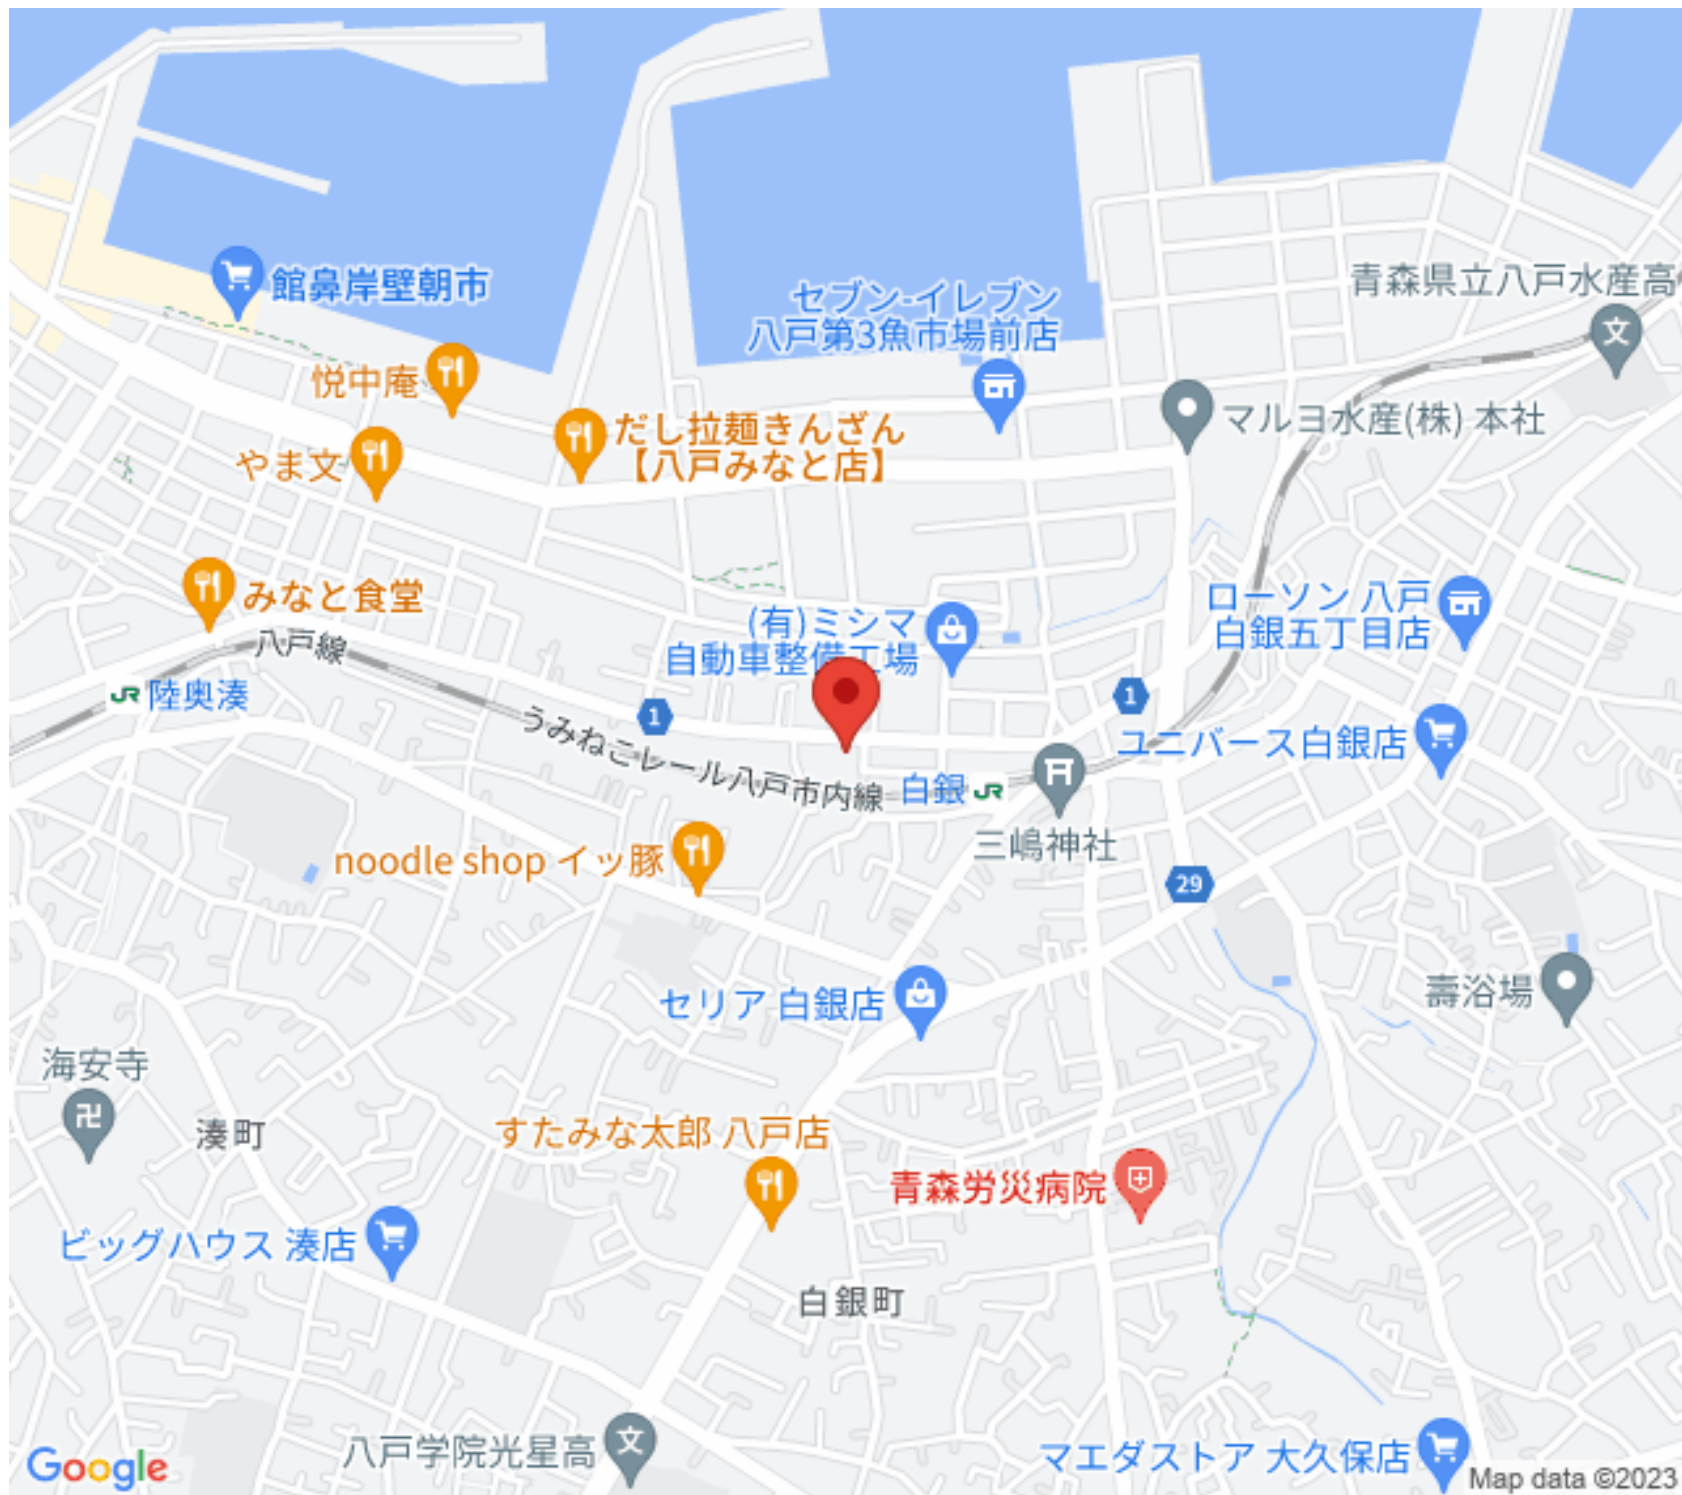 館鼻岸壁朝市
セブン-イレブン
八戸第3魚市場前店
青森県立八戸水産高
悦中庵
だし拉麺きんざん
【八戸みなと店】
マルヨ水産(株) 本社
やま文
みなと食堂
(有)ミシマ
自動車整備工場
ローソン 八戸
白銀五丁目店
八戸線
JR 陸奥湊
1
1
うみねこレール八戸市内線
ユニバース白銀店
白銀 JR
三嶋神社
noodle shop イッ豚
29
セリア 白銀店
壽浴場
海安寺
卍
湊町
すたみな太郎 八戸店
青森労災病院
ビッグハウス 湊店
白銀町
八戸学院光星高
文
文
マエダストア 大久保店
Google
Map data ©2023